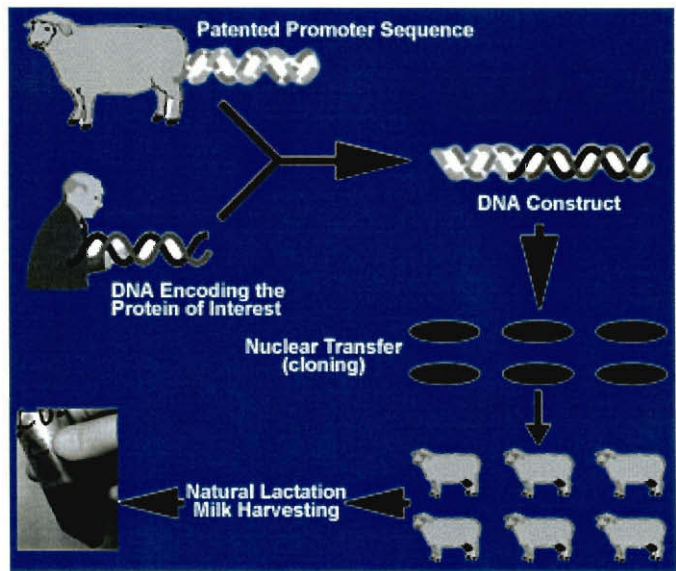 Patented Promoter Sequence
DNA Construct
DNA Encoding the
Protein of Interest
Nuclear Transfer
(cloning)
Natural Lactation
Milk Harvesting